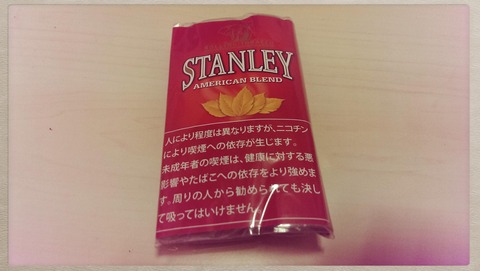 STANLEY
AMERICAN BLEND
人により程度は異なりますが、ニコチン
により喫煙への依存が生じます。
未成年者の喫煙は、健康に対する悪
影響やたばこへの依存をより強めま
す。周りの人から勧められても決し
て吸ってはいけません。